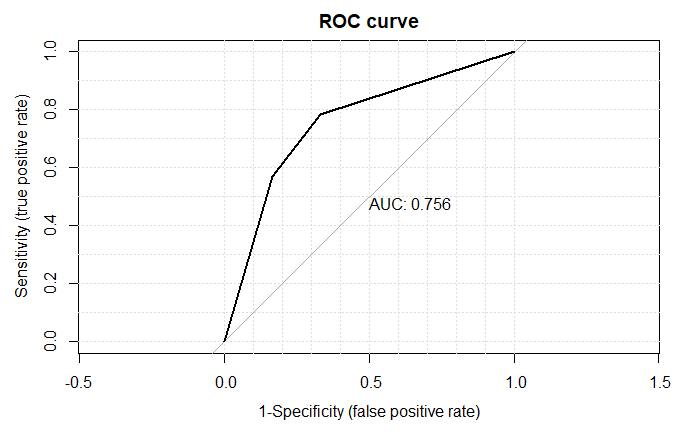 ROC curve
Sensitivity (true positive rate)
1.0
0.8
0.6
0.4
0.2
0.0
AUC: 0.756
-0.5 0.0 0.5 1.0 1.5
1-Specificity (false positive rate)